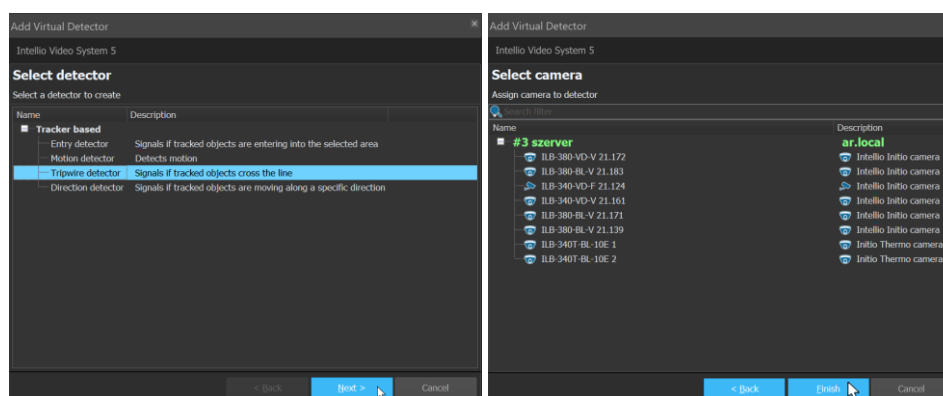 Add Virtual Detector
Intellio Video System 5
Select detector
Select a detector to create
Name Description
Tracker based
Entry detector Signals if tracked objects are entering into the selected area
Motion detector Detects motion
Tripwire detector Signals if tracked objects cross the line
Direction detector Signals if tracked objects are moving along a specific direction
< Back Next > Cancel
Add Virtual Detector
Intellio Video System 5
Select camera
Assign camera to detector
Search filter
Name Description
#3 szerver ar.local
ILB-380-VD-V 21.172 Intellio Initio camera
ILB-380-BL-V 21.183 Intellio Initio camera
ILB-340-VD-F 21.124 Intellio Initio camera
ILB-340-VD-V 21.161 Intellio Initio camera
ILB-380-BL-V 21.171 Intellio Initio camera
ILB-380-BL-V 21.139 Intellio Initio camera
ILB-340T-BL-10E 1 Initio Thermo camera
ILB-340T-BL-10E 2 Initio Thermo camera
< Back Finish Cancel